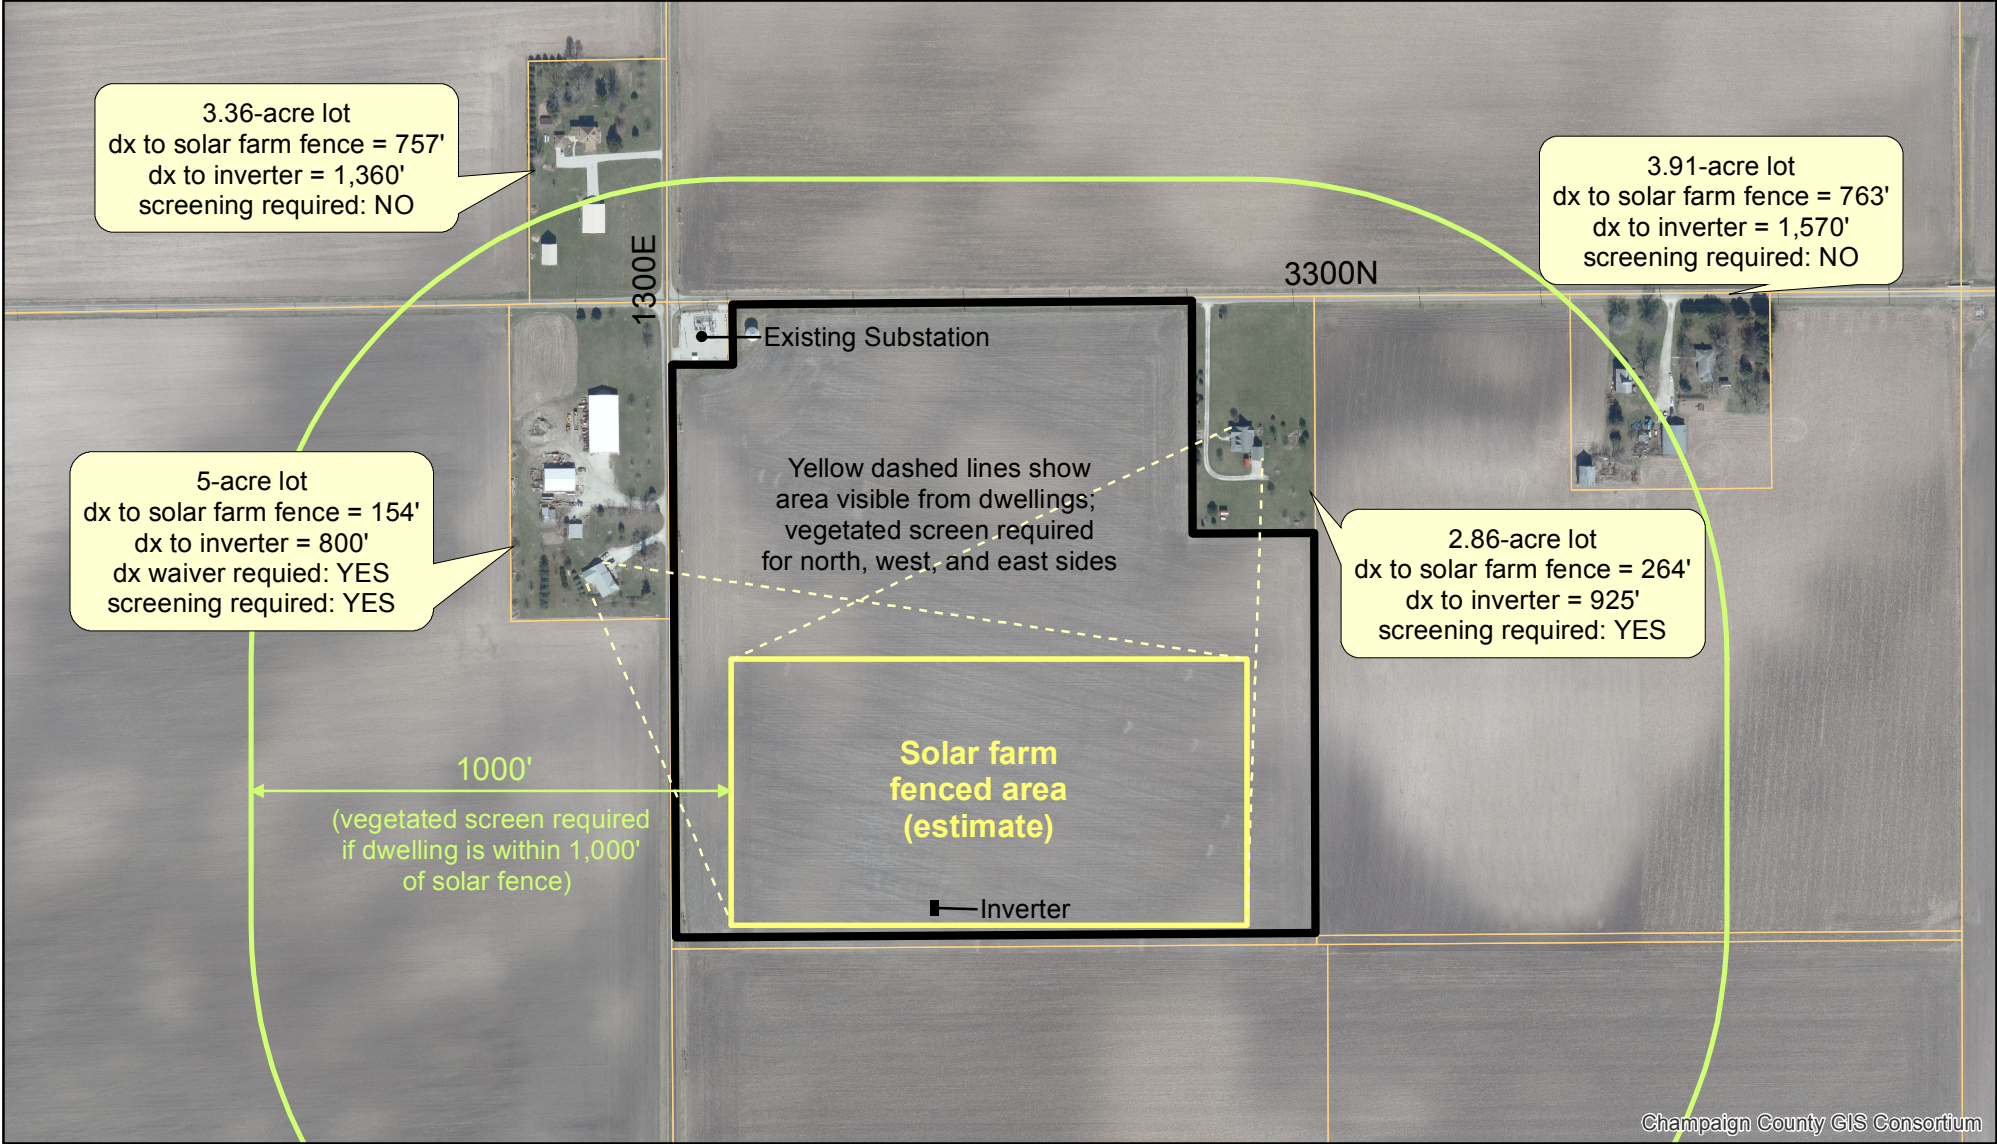 3.36-acre lot
dx to solar farm fence = 757'
dx to inverter = 1,360'
screening required: NO
3.91-acre lot
dx to solar farm fence = 763'
dx to inverter = 1,570'
screening required: NO
1300E
3300N
Existing Substation
Yellow dashed lines show
area visible from dwellings;
vegetated screen required
for north, west, and east sides
5-acre lot
dx to solar farm fence = 154'
dx to inverter = 800'
dx waiver requied: YES
screening required: YES
2.86-acre lot
dx to solar farm fence = 264'
dx to inverter = 925'
screening required: YES
1000'
(vegetated screen required
if dwelling is within 1,000'
of solar fence)
Solar farm
fenced area
(estimate)
Inverter
Champaign County GIS Consortium